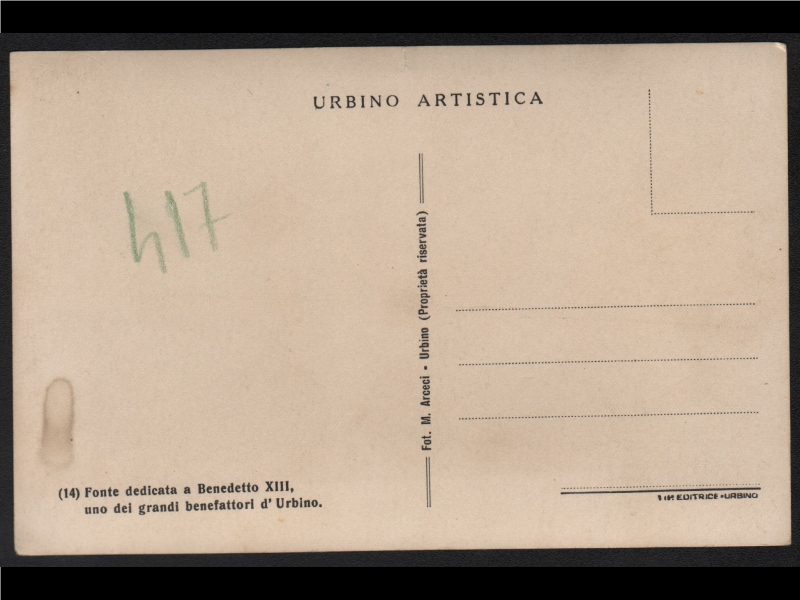 URBINO ARTISTICA
417
Fot. M. Arceci • Urbino (Proprietà riservata)
(14) Fonte dedicata a Benedetto XIII,
uno dei grandi benefattori d' Urbino.
EDITRICE • URBINO